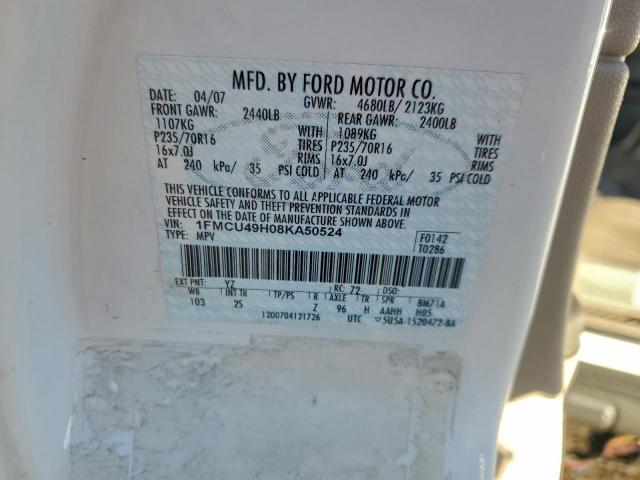 MFD. BY FORD MOTOR CO.
DATE: 04/07 GVWR: 4680LB/ 2123KG
FRONT GAWR: 2440LB REAR GAWR: 2400LB
1107KG WITH 1089KG WITH
P235/70R16 TIRES P235/70R16 TIRES
16x7.0J RIMS 16x7.0J RIMS
AT 240 kPa/ 35 PSI COLD AT 240 kPa/ 35 PSI COLD
THIS VEHICLE CONFORMS TO ALL APPLICABLE FEDERAL MOTOR
VEHICLE SAFETY AND THEFT PREVENTION STANDARDS IN
EFFECT ON THE DATE OF MANUFACTURE SHOWN ABOVE.
VIN: 1FMCU49H08KA50524 F0142
TYPE: MPV T0286
EXT PNT: YZ RC: 72 DSO:
WB INT TR TP/PS R AXLE TR SPR 8M71A
103 2S Z 96 H AAHH H05
1200704121726 UTC 5U5A-1520472-BA